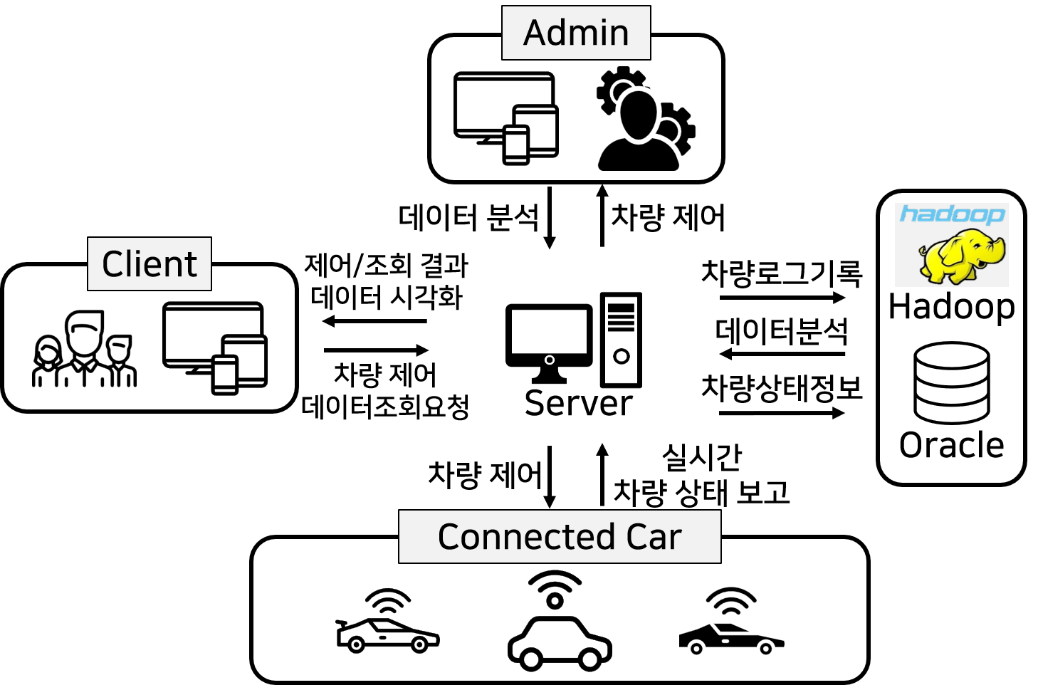 Admin
데이터 분석
차량 제어
Client
제어/조회 결과
데이터 시각화
차량 제어
데이터조회요청
Server
차량로그기록
데이터분석
차량상태정보
hadoop
Hadoop
Oracle
차량 제어
실시간
차량 상태 보고
Connected Car